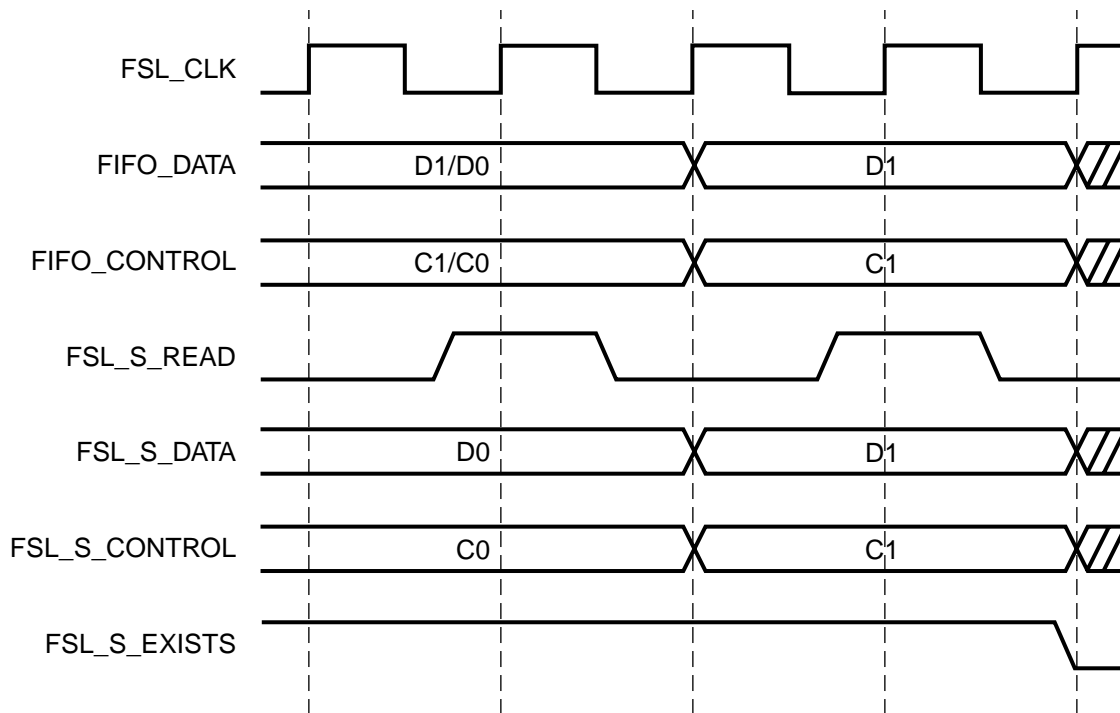 FSL_CLK
FIFO_DATA D1/D0 D1
FIFO_CONTROL C1/C0 C1
FSL_S_READ
FSL_S_DATA D0 D1
FSL_S_CONTROL C0 C1
FSL_S_EXISTS